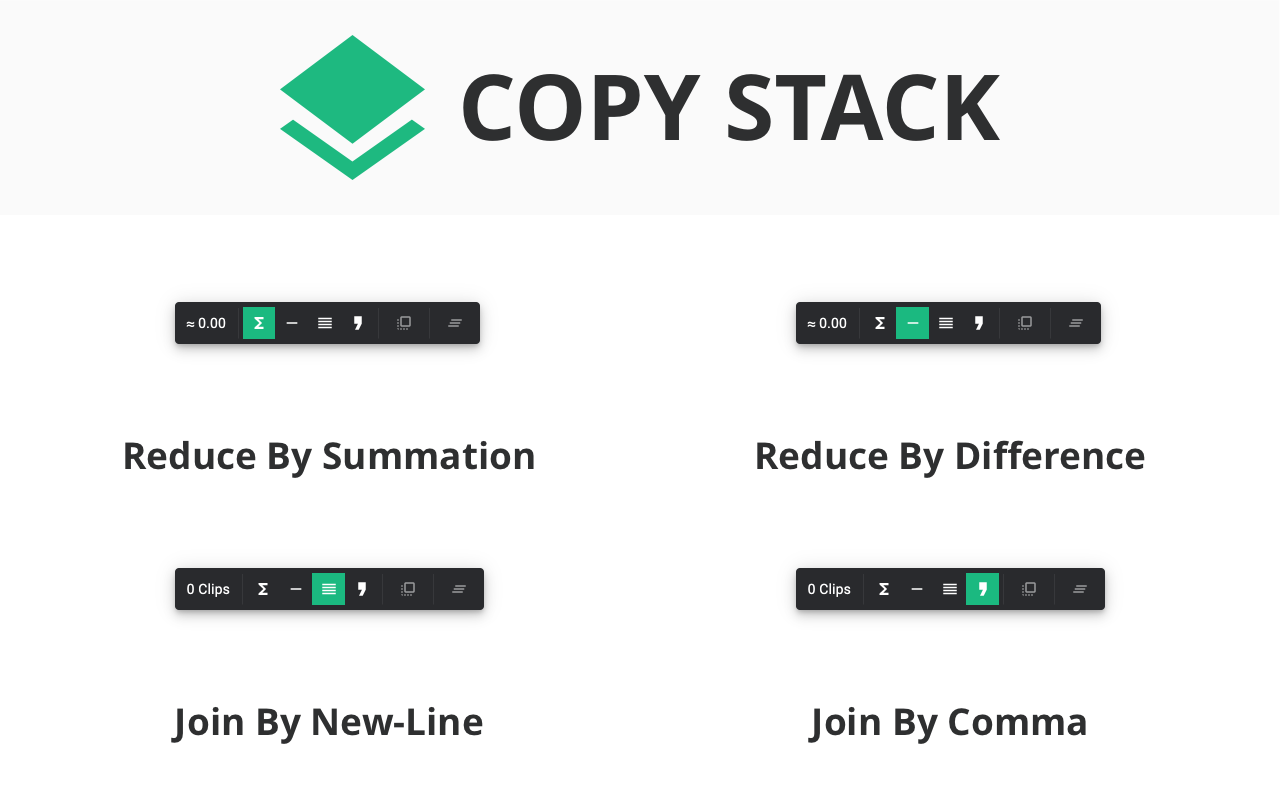 COPY STACK
≈ 0.00 Σ − ❜
≈ 0.00 Σ − ❜
Reduce By Summation
Reduce By Difference
0 Clips Σ − ❜
0 Clips Σ − ❜
Join By New-Line
Join By Comma